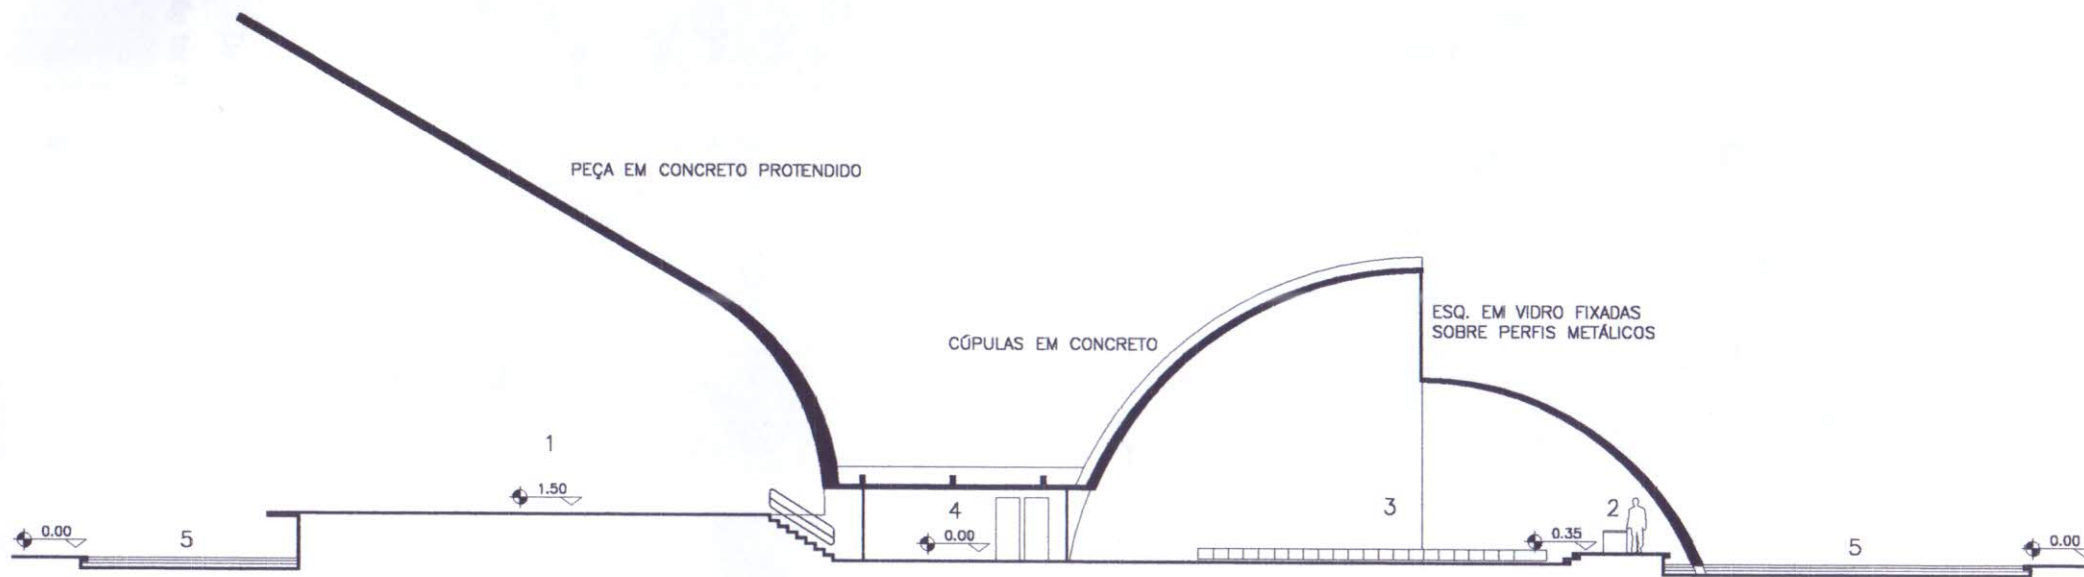 PEÇA EM CONCRETO PROTENDIDO
CÚPULAS EM CONCRETO
ESQ. EM VIDRO FIXADAS
SOBRE PERFIS METÁLICOS
1
1.50
0.00
5
4
0.00
3
2
0.35
5
0.00